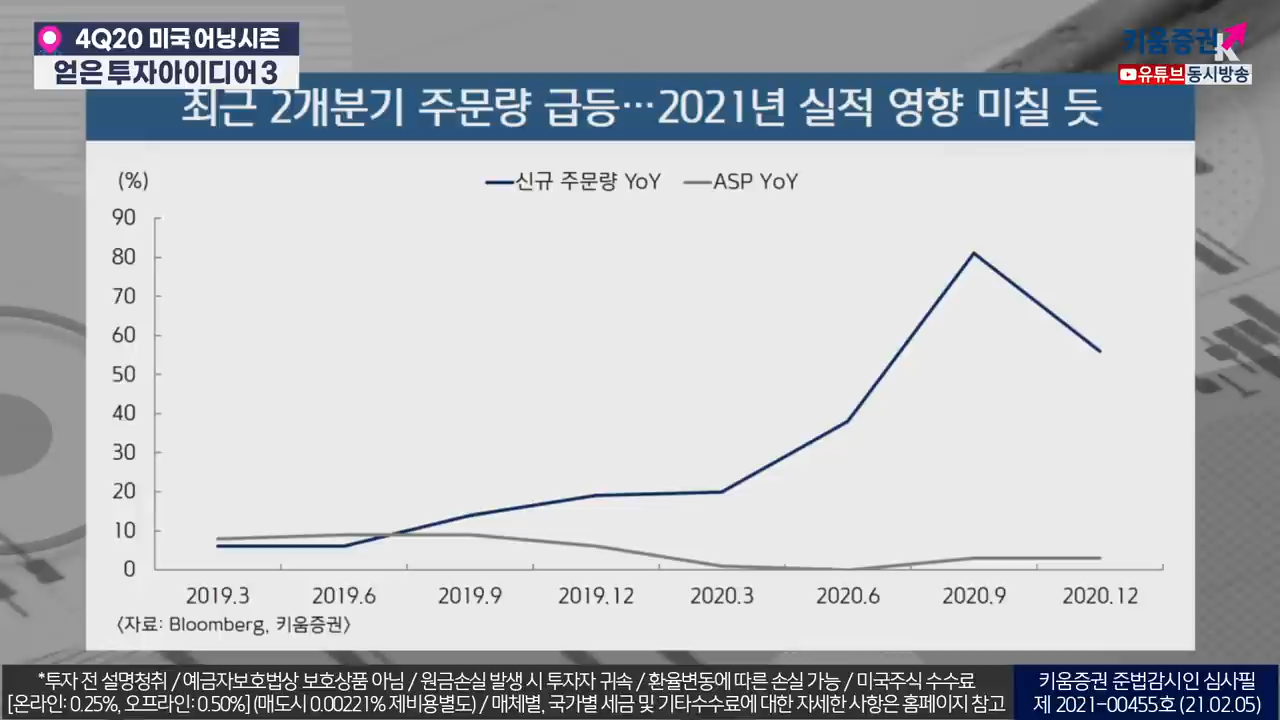 4Q20 미국 어닝시즌
얻은 투자아이디어 3
키움증권
유튜브 동시방송
최근 2개분기 주문량 급등…2021년 실적 영향 미칠 듯
(%)
신규 주문량 YoY
ASP YoY
90
80
70
60
50
40
30
20
10
0
2019.3 2019.6 2019.9 2019.12 2020.3 2020.6 2020.9 2020.12
〈자료: Bloomberg, 키움증권〉
*투자 전 설명청취 / 예금자보호법상 보호상품 아님 / 원금손실 발생 시 투자자 귀속 / 환율변동에 따른 손실 가능 / 미국주식 수수료
[온라인: 0.25%, 오프라인: 0.50%] (매도시 0.00221% 제비용별도) / 매체별, 국가별 세금 및 기타수수료에 대한 자세한 사항은 홈페이지 참고
키움증권 준법감시인 심사필
제 2021-00455호 (21.02.05)